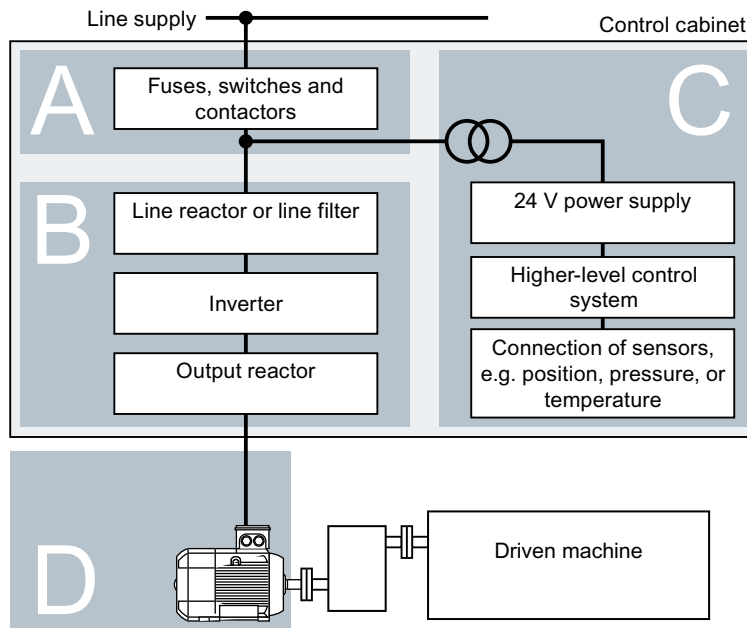 Line supply
Control cabinet
A
Fuses, switches and
contactors
C
B
Line reactor or line filter
Inverter
Output reactor
24 V power supply
Higher-level control
system
Connection of sensors,
e.g. position, pressure, or
temperature
D
Driven machine